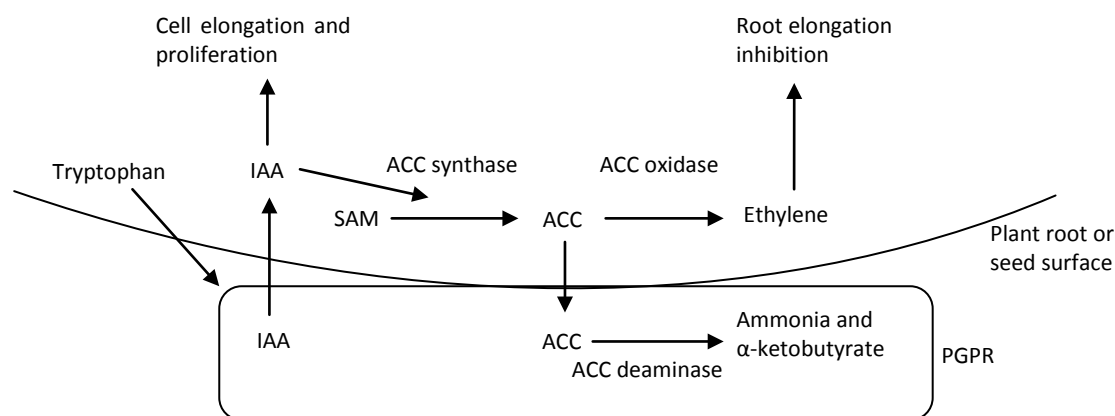 Cell elongation and
proliferation
Root elongation
inhibition
Tryptophan
IAA
ACC synthase
ACC oxidase
SAM
ACC
Ethylene
Plant root or
seed surface
IAA
ACC
Ammonia and
α-ketobutyrate
ACC deaminase
PGPR